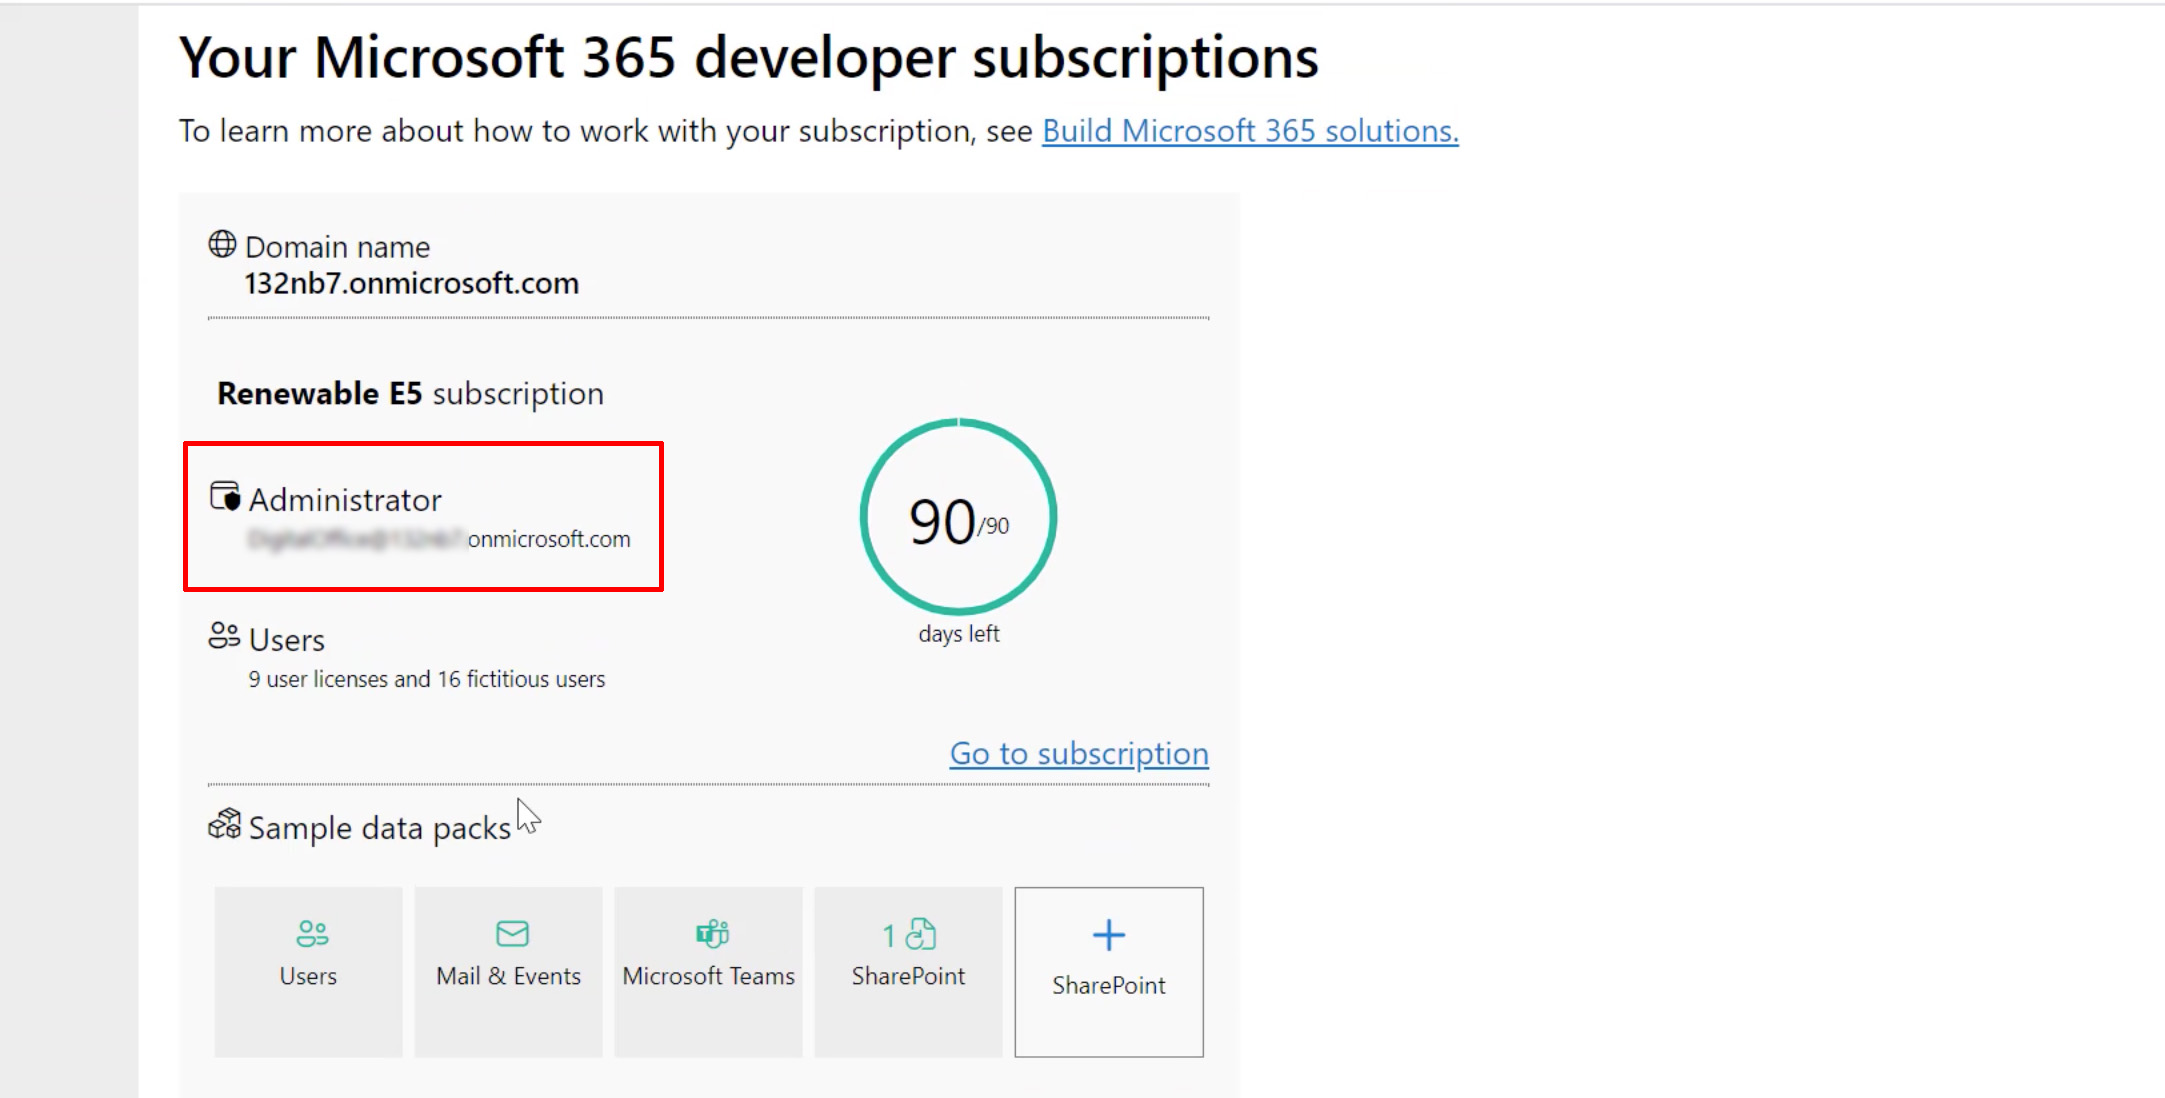 Your Microsoft 365 developer subscriptions
To learn more about how to work with your subscription, see Build Microsoft 365 solutions.
Domain name
132nb7.onmicrosoft.com
Renewable E5 subscription
Administrator
onmicrosoft.com
90/90
days left
Users
9 user licenses and 16 fictitious users
Go to subscription
Sample data packs
Users
Mail & Events
Microsoft Teams
1
SharePoint
SharePoint